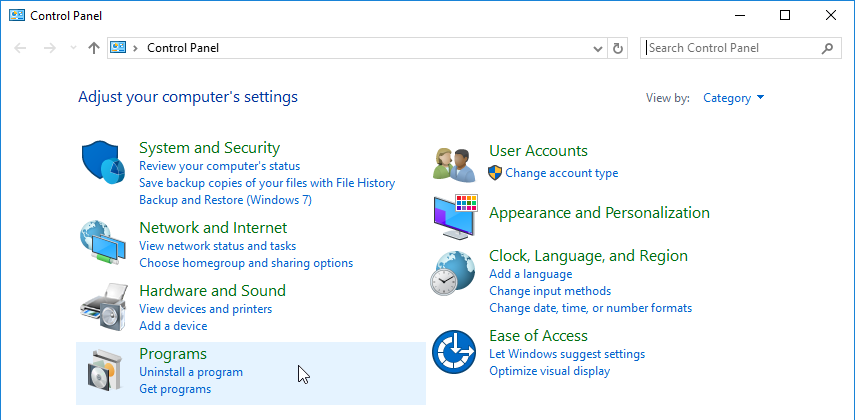 Control Panel
Control Panel
Search Control Panel
Adjust your computer's settings
View by: Category
System and Security
Review your computer's status
Save backup copies of your files with File History
Backup and Restore (Windows 7)
Network and Internet
View network status and tasks
Choose homegroup and sharing options
Hardware and Sound
View devices and printers
Add a device
Programs
Uninstall a program
Get programs
User Accounts
Change account type
Appearance and Personalization
Clock, Language, and Region
Add a language
Change input methods
Change date, time, or number formats
Ease of Access
Let Windows suggest settings
Optimize visual display